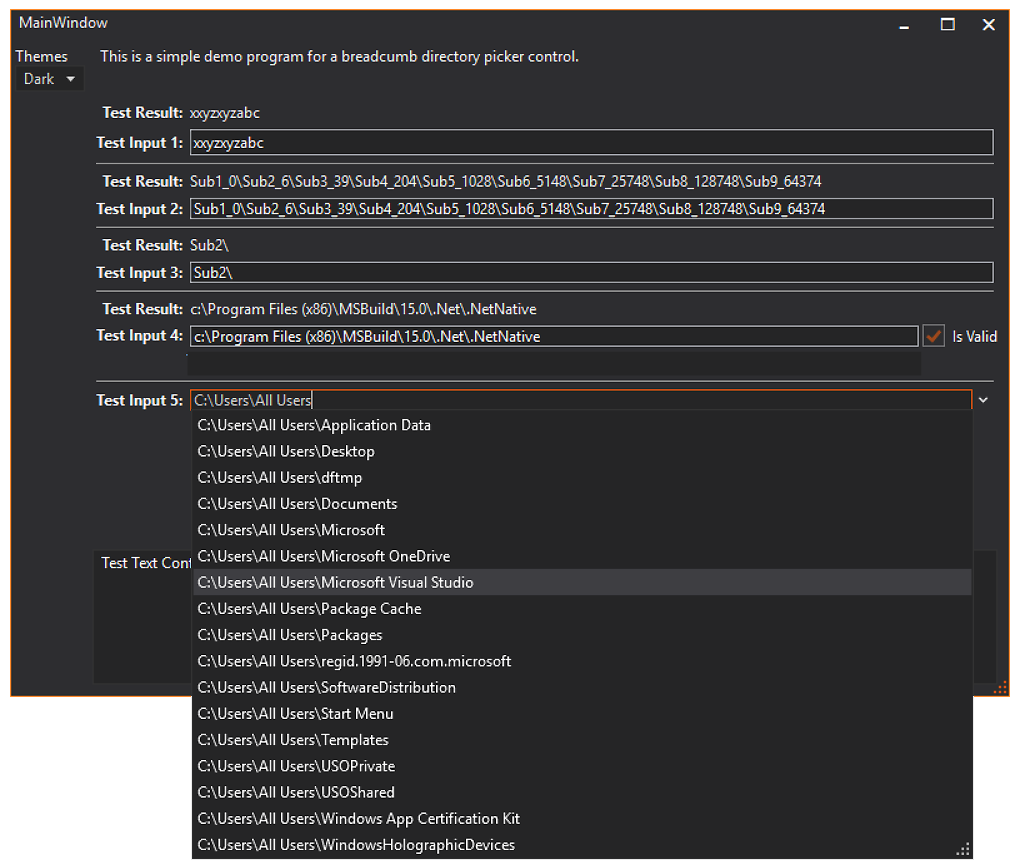 MainWindow
Themes
This is a simple demo program for a breadcumb directory picker control.
Dark
Test Result: xxyzxyzabc
Test Input 1: xxyzxyzabc
Test Result: Sub1_0\Sub2_6\Sub3_39\Sub4_204\Sub5_1028\Sub6_5148\Sub7_25748\Sub8_128748\Sub9_64374
Test Input 2: Sub1_0\Sub2_6\Sub3_39\Sub4_204\Sub5_1028\Sub6_5148\Sub7_25748\Sub8_128748\Sub9_64374
Test Result: Sub2\
Test Input 3: Sub2\
Test Result: c:\Program Files (x86)\MSBuild\15.0\.Net\.NetNative
Test Input 4: c:\Program Files (x86)\MSBuild\15.0\.Net\.NetNative Is Valid
Test Input 5: C:\Users\All Users
C:\Users\All Users\Application Data
C:\Users\All Users\Desktop
C:\Users\All Users\dftmp
C:\Users\All Users\Documents
C:\Users\All Users\Microsoft
C:\Users\All Users\Microsoft OneDrive
Test Text Con
C:\Users\All Users\Microsoft Visual Studio
C:\Users\All Users\Package Cache
C:\Users\All Users\Packages
C:\Users\All Users\regid.1991-06.com.microsoft
C:\Users\All Users\SoftwareDistribution
C:\Users\All Users\Start Menu
C:\Users\All Users\Templates
C:\Users\All Users\USOPrivate
C:\Users\All Users\USOShared
C:\Users\All Users\Windows App Certification Kit
C:\Users\All Users\WindowsHolographicDevices